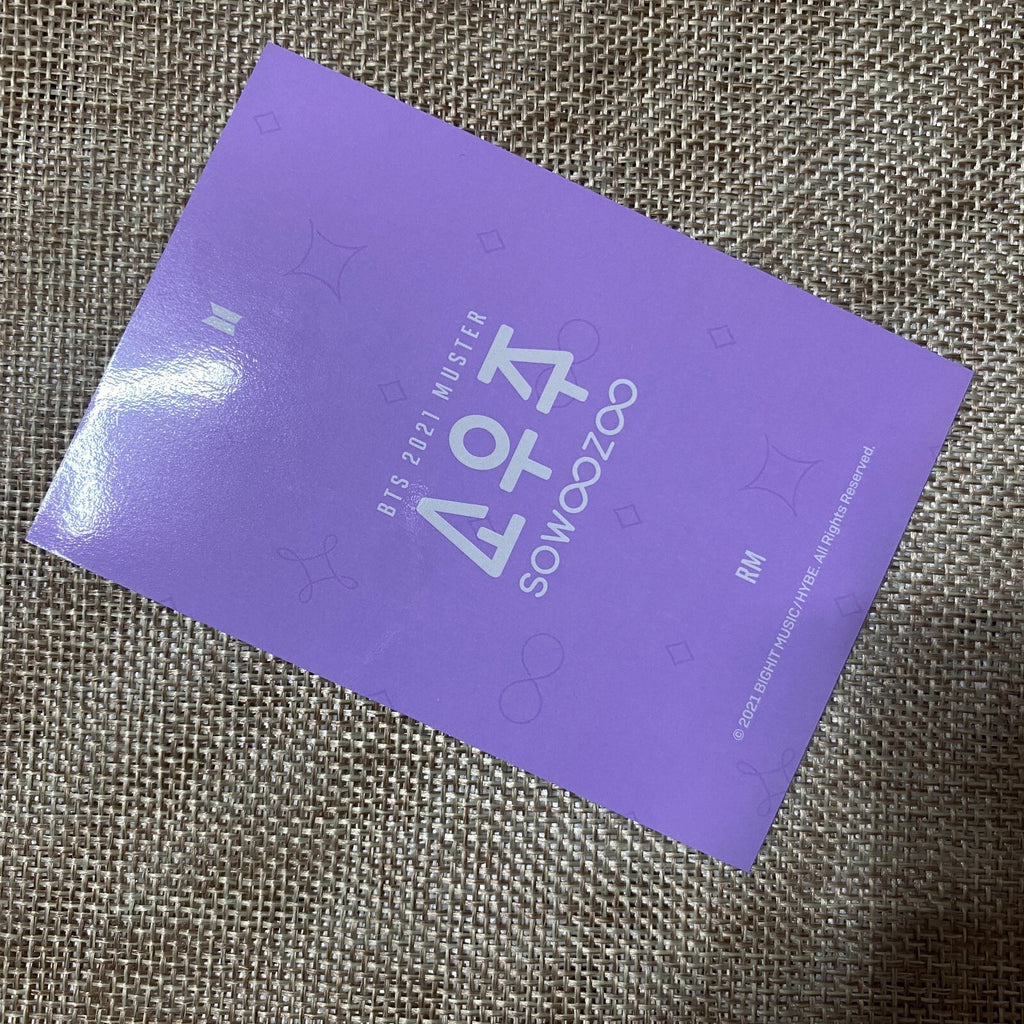 BTS 2021 MUSTER
소우주
SOWOOZOO
RM
© 2021 BIGHIT MUSIC/HYBE. All Rights Reserved.